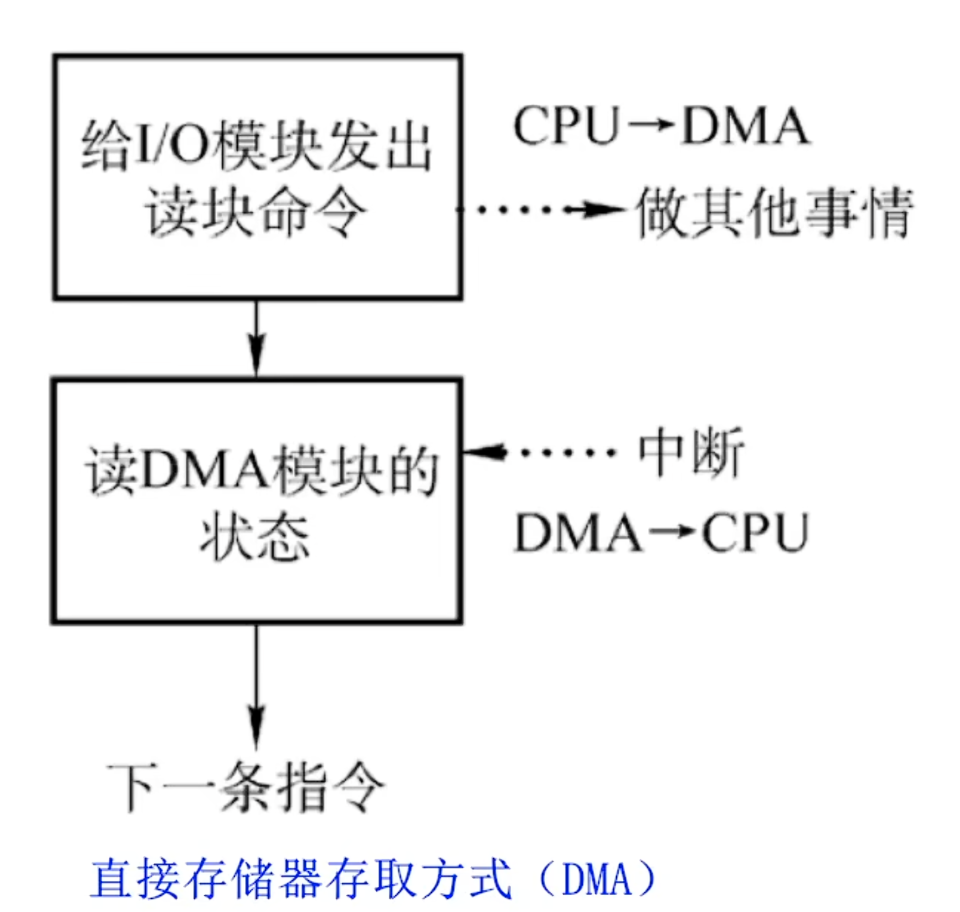 给I/O模块发出
读块命令
CPU→DMA
做其他事情
读DMA模块的
状态
中断
DMA→CPU
下一条指令
直接存储器存取方式（DMA）